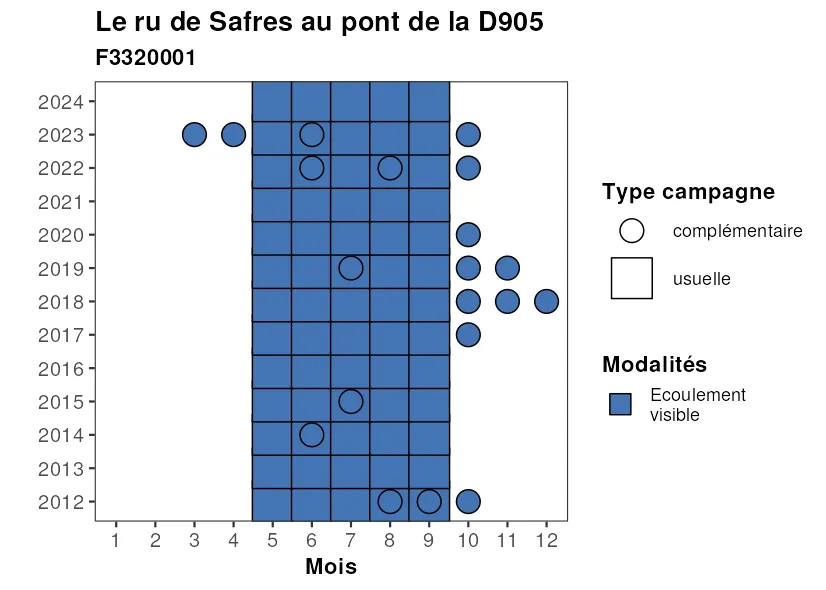 Le ru de Safres au pont de la D905
F3320001
2024
2023
2022
2021
2020
2019
2018
2017
2016
2015
2014
2013
2012
1 2 3 4 5 6 7 8 9 10 11 12
Mois
Type campagne
complémentaire
usuelle
Modalités
Ecoulement
visible